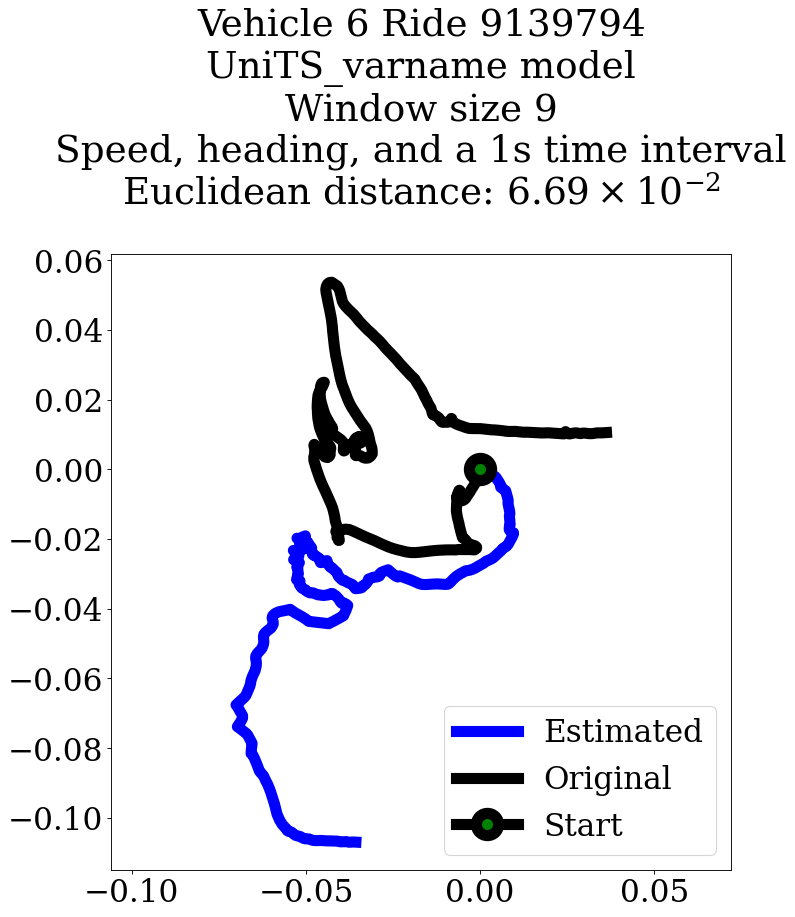 Vehicle 6 Ride 9139794
UniTS_varname model
Window size 9
Speed, heading, and a 1s time interval
Euclidean distance: 6.69 × 10⁻²
0.06
0.04
0.02
0.00
−0.02
−0.04
−0.06
−0.08
−0.10
Estimated
Original
Start
−0.10
−0.05
0.00
0.05